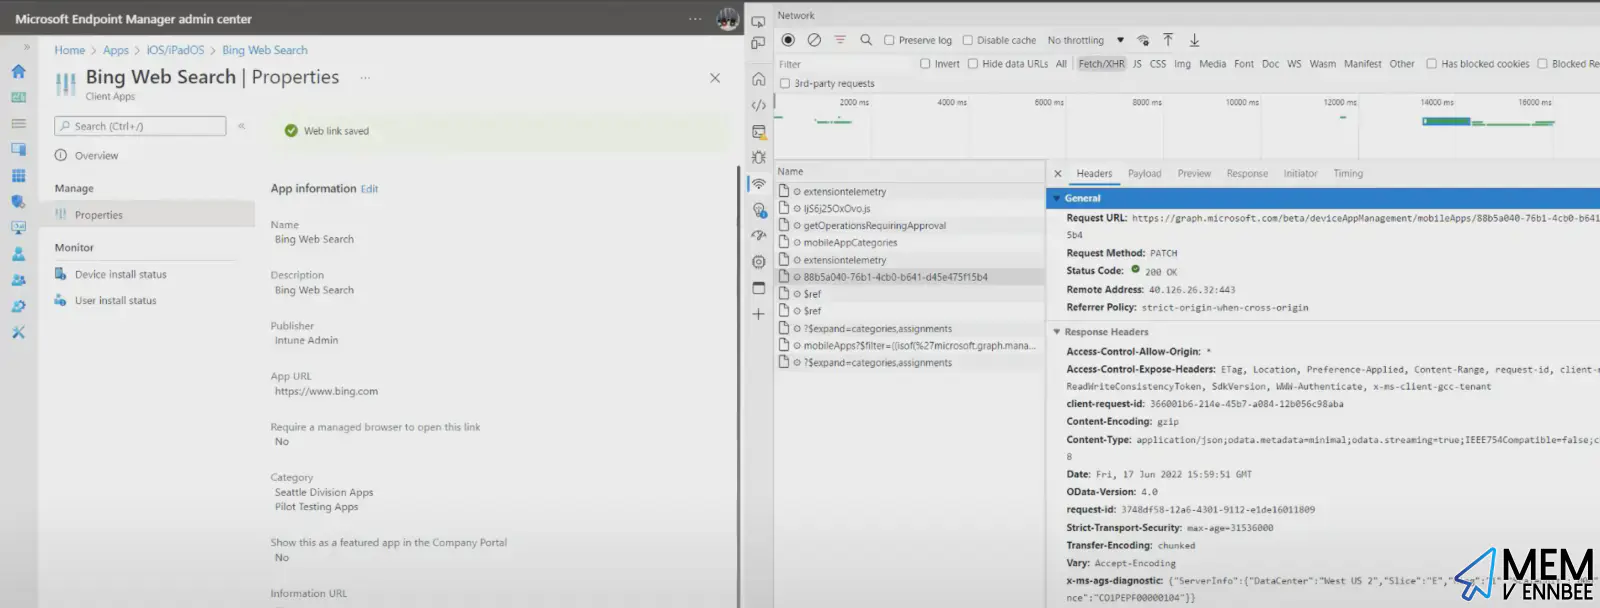 Microsoft Endpoint Manager admin center
Home > Apps > iOS/iPadOS > Bing Web Search
Bing Web Search | Properties
Client Apps
Search (Ctrl+/)
Web link saved
Overview
Manage
Properties
Monitor
Device install status
User install status
App information Edit
Name
Bing Web Search
Description
Bing Web Search
Publisher
Intune Admin
App URL
https://www.bing.com
Require a managed browser to open this link
No
Category
Seattle Division Apps
Pilot Testing Apps
Show this as a featured app in the Company Portal
No
Information URL
Network
Preserve log Disable cache No throttling
Filter Invert Hide data URLs All Fetch/XHR JS CSS Img Media Font Doc WS Wasm Manifest Other Has blocked cookies Blocked Re
3rd-party requests
2000 ms 4000 ms 6000 ms 8000 ms 10000 ms 12000 ms 14000 ms 16000 ms
Name
extensiontelemetry
ljS6j25OxOvo.js
getOperationsRequiringApproval
mobileAppCategories
extensiontelemetry
88b5a040-76b1-4cb0-b641-d45e475f15b4
$ref
$ref
?$expand=categories,assignments
mobileApps?$filter=((isof(%27microsoft.graph.mana...
?$expand=categories,assignments
Headers Payload Preview Response Initiator Timing
General
Request URL: https://graph.microsoft.com/beta/deviceAppManagement/mobileApps/88b5a040-76b1-4cb0-b641
5b4
Request Method: PATCH
Status Code: 200 OK
Remote Address: 40.126.26.32:443
Referrer Policy: strict-origin-when-cross-origin
Response Headers
Access-Control-Allow-Origin: *
Access-Control-Expose-Headers: ETag, Location, Preference-Applied, Content-Range, request-id, client-r
ReadWriteConsistencyToken, SdkVersion, WWW-Authenticate, x-ms-client-gcc-tenant
client-request-id: 366001b6-214e-45b7-a084-12b056c98aba
Content-Encoding: gzip
Content-Type: application/json;odata.metadata=minimal;odata.streaming=true;IEEE754Compatible=false;c
8
Date: Fri, 17 Jun 2022 15:59:51 GMT
OData-Version: 4.0
request-id: 3748df58-12a6-4301-9112-e1de16011809
Strict-Transport-Security: max-age=31536000
Transfer-Encoding: chunked
Vary: Accept-Encoding
x-ms-ags-diagnostic: {"ServerInfo":{"DataCenter":"West US 2","Slice":"E",
nce":"CO1PEPF00000104"}}
MEM
VENNBEE